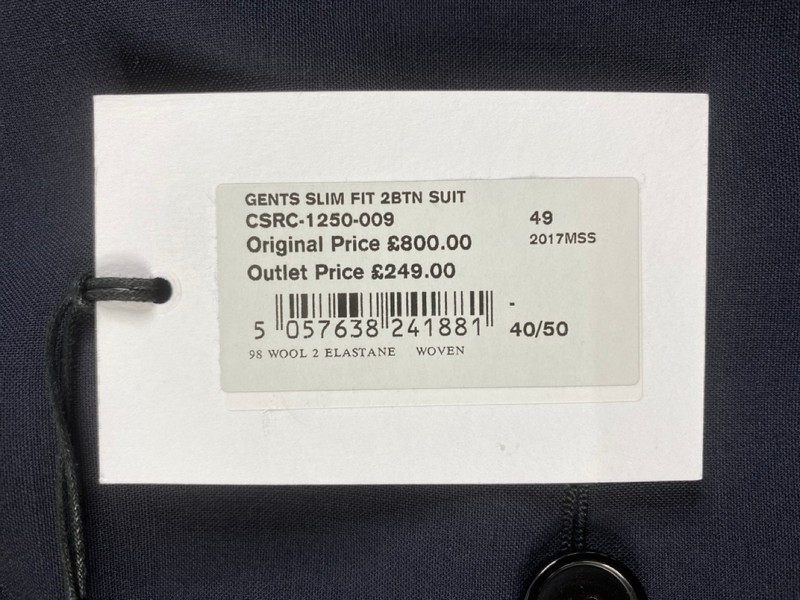 GENTS SLIM FIT 2BTN SUIT
CSRC-1250-009 49
Original Price £800.00 2017MSS
Outlet Price £249.00
-
5 057638 241881 40/50
98 WOOL 2 ELASTANE WOVEN